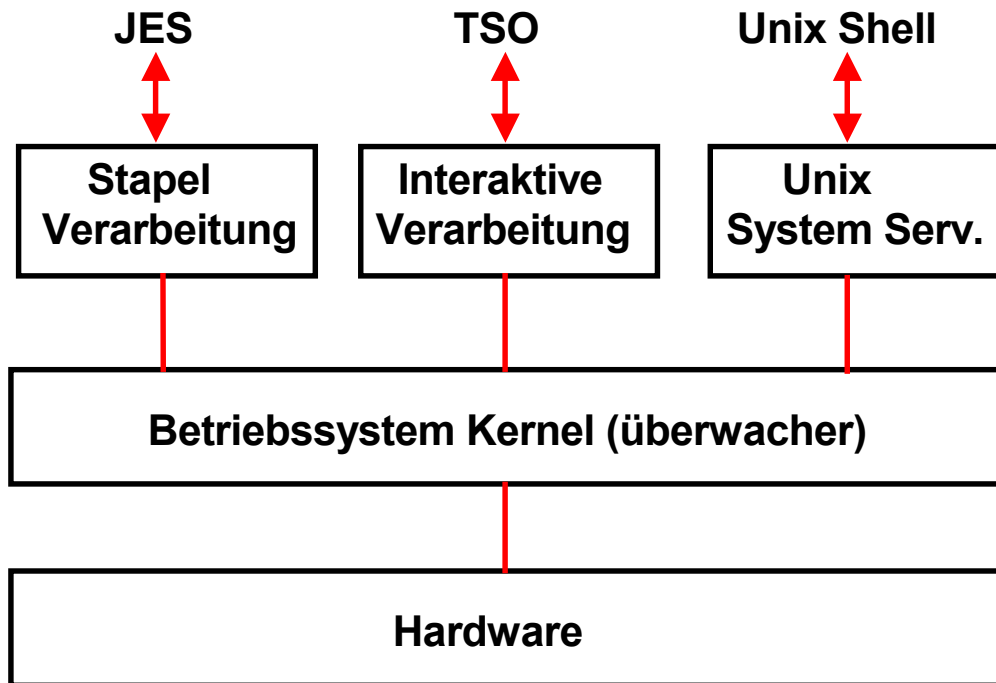 JES
TSO
Unix Shell
Stapel
Verarbeitung
Interaktive
Verarbeitung
Unix
System Serv.
Betriebssystem Kernel (überwacher)
Hardware